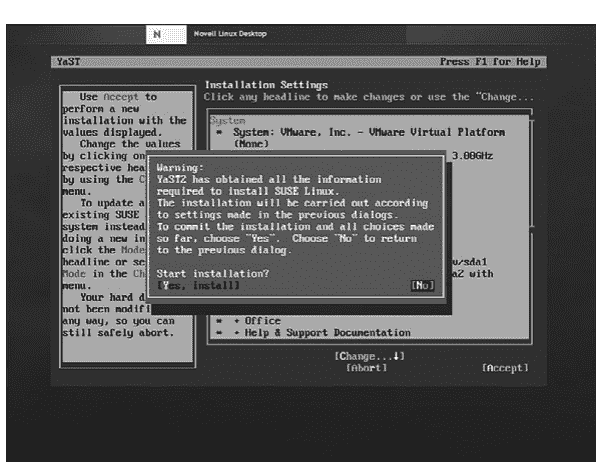 N Novell Linux Desktop
YaST Press F1 for Help
Installation Settings
Click any headline to make changes or use the "Change...
Use Accept to
perform a new
installation with the
values displayed.
Change the values
by clicking on
respective hea
by using the C
menu.
To update a
existing SUSE
system instead
doing a new in
click the Mode
headline or se
Mode in the Ch
menu.
Your hard d
not been modifi
any way, so you can
still safely abort.
System
* System: VMware, Inc. - VMware Virtual Platform
(None)
3.00GHz
Warning:
YaST2 has obtained all the information
required to install SUSE Linux.
The installation will be carried out according
to settings made in the previous dialogs.
To commit the installation and all choices made
so far, choose "Yes". Choose "No" to return
to the previous dialog.
Start installation?
[Yes, install] [No]
v/sda1
a2 with
* + Office
* + Help & Support Documentation
[Change...↓]
[Abort] [Accept]